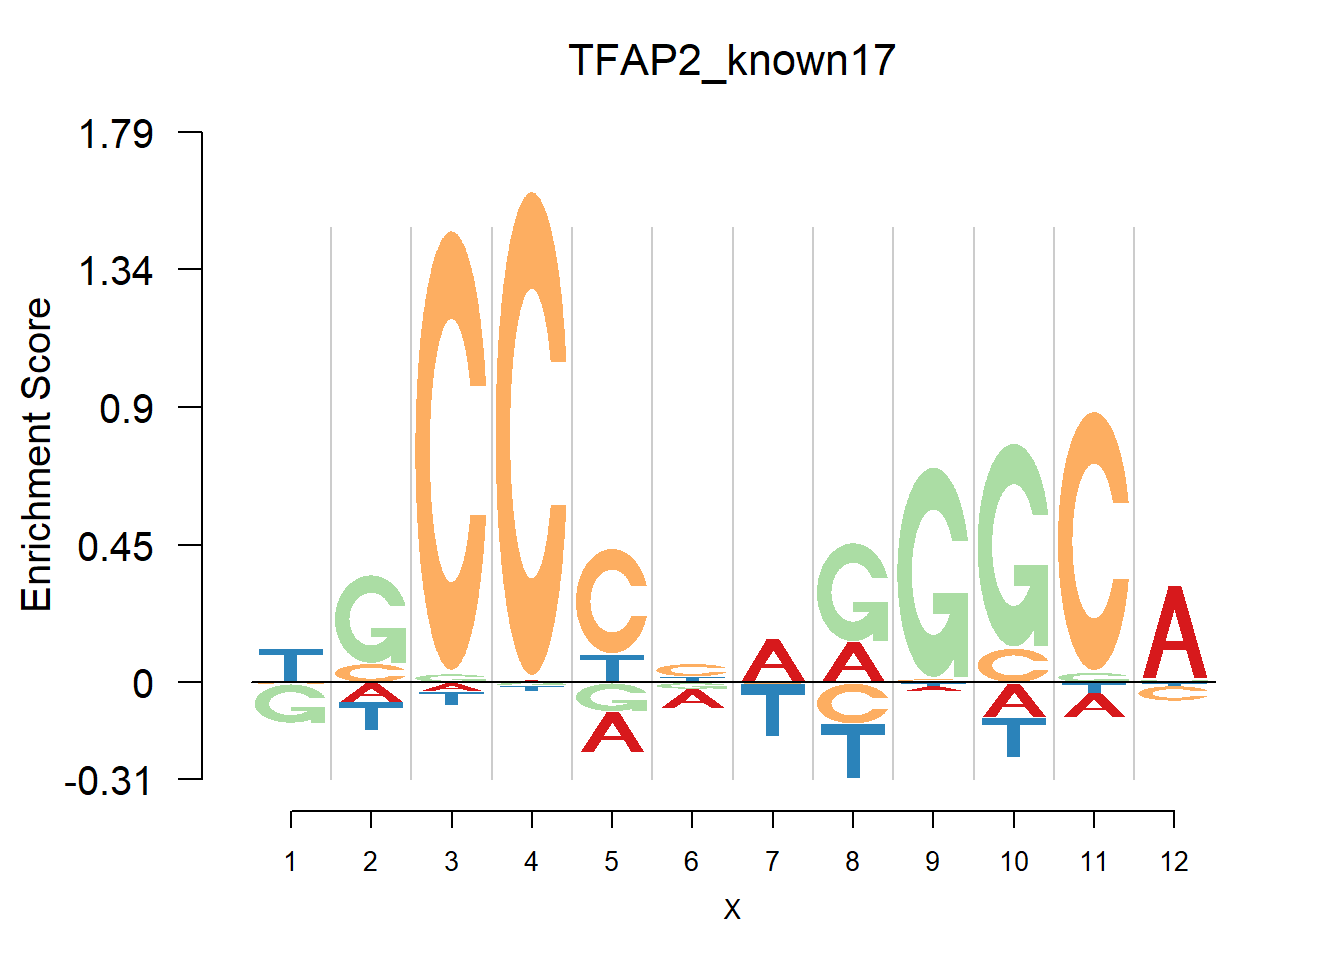 TFAP2_known17
Enrichment Score
1.79
1.34
0.9
0.45
0
-0.31
T G
G C A T
C G A T
C G A T
C T G A
C T G A
A T
G A C T
G C T A
G C A T
C G T A
A T C
1 2 3 4 5 6 7 8 9 10 11 12
X